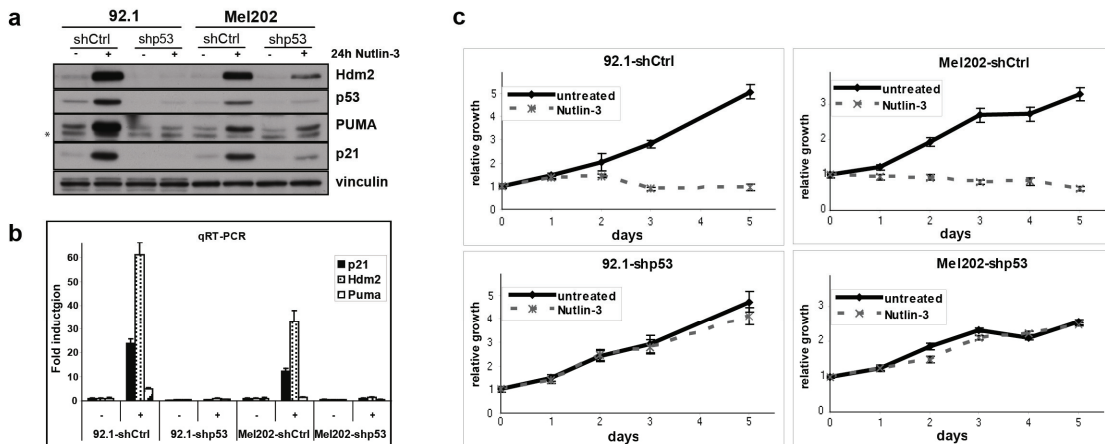 a
92.1 Mel202
shCtrl shp53 shCtrl shp53
- + - + - + - + 24h Nutlin-3
Hdm2
p53
PUMA
*
p21
vinculin
b
qRT-PCR
Fold inductgion
60
50
40
30
20
10
0
p21
Hdm2
Puma
- + - + - + - +
92.1-shCtrl 92.1-shp53 Mel202-shCtrl Mel202-shp53
c
92.1-shCtrl
relative growth
5
4
3
2
1
untreated
Nutlin-3
0 1 2 3 4 5
days
Mel202-shCtrl
relative growth
3
2
1
untreated
Nutlin-3
0 1 2 3 4 5
days
92.1-shp53
relative growth
5
4
3
2
1
0
untreated
Nutlin-3
0 1 2 3 4 5
days
Mel202-shp53
relative growth
3
2
1
0
untreated
Nutlin-3
0 1 2 3 4 5
days